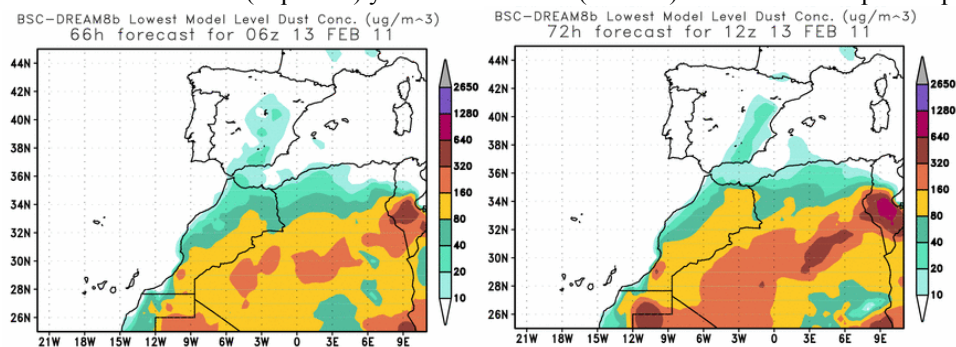 BSC-DREAM8b Lowest Model Level Dust Conc. (ug/m^3)
66h forecast for 06z 13 FEB 11
44N
42N
40N
38N
36N
34N
32N
30N
28N
26N
21W 18W 15W 12W 9W 6W 3W 0 3E 6E 9E
2650
1280
640
320
160
80
40
20
10
BSC-DREAM8b Lowest Model Level Dust Conc. (ug/m^3)
72h forecast for 12z 13 FEB 11
44N
42N
40N
38N
36N
34N
32N
30N
28N
26N
21W 18W 15W 12W 9W 6W 3W 0 3E 6E 9E
2650
1280
640
320
160
80
40
20
10